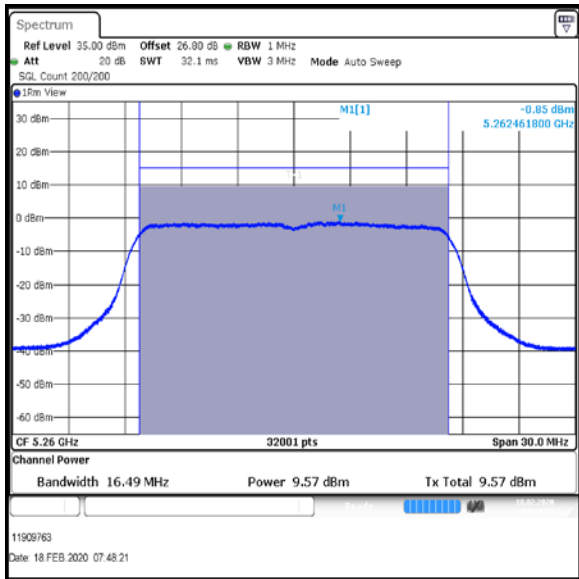 Spectrum
Ref Level 35.00 dBm Offset 26.80 dB RBW 1 MHz
Att 20 dB SWT 32.1 ms VBW 3 MHz Mode Auto Sweep
SGL Count 200/200
1Rm View
M1[1] -0.85 dBm
5.262461800 GHz
30 dBm
20 dBm
10 dBm
M1
0 dBm
-10 dBm
-20 dBm
-30 dBm
-40 dBm
-50 dBm
-60 dBm
CF 5.26 GHz 32001 pts Span 30.0 MHz
Channel Power
Bandwidth 16.49 MHz Power 9.57 dBm Tx Total 9.57 dBm
11909763
Date: 18 FEB.2020 07:48:21